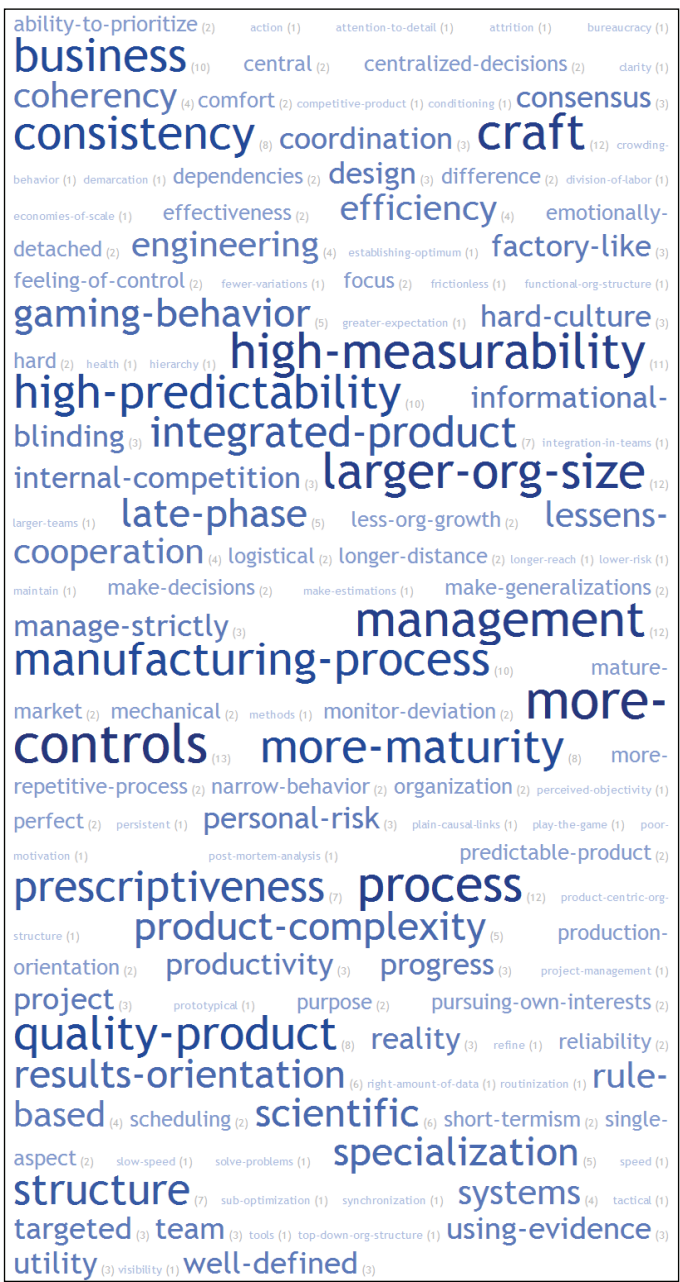 ability-to-prioritize (2) action (1) attention-to-detail (1) attrition (1) bureaucracy (1)
business (10) central (2) centralized-decisions (2) clarity (1)
coherency (4) comfort (2) competitive-product (1) conditioning (1) consensus (3)
consistency (8) coordination (3) craft (12) crowding-
behavior (1) demarcation (1) dependencies (2) design (3) difference (2) division-of-labor (1)
economies-of-scale (1) effectiveness (2) efficiency (4) emotionally-
detached (2) engineering (4) establishing-optimum (1) factory-like (3)
feeling-of-control (2) fewer-variations (1) focus (2) frictionless (1) functional-org-structure (1)
gaming-behavior (5) greater-expectation (1) hard-culture (3)
hard (2) health (1) hierarchy (1) high-measurability (11)
high-predictability (10) informational-
blinding (3) integrated-product (7) integration-in-teams (1)
internal-competition (3) larger-org-size (12)
larger-teams (1) late-phase (5) less-org-growth (2) lessens-
cooperation (4) logistical (2) longer-distance (2) longer-reach (1) lower-risk (1)
maintain (1) make-decisions (2) make-estimations (1) make-generalizations (2)
manage-strictly (3) management (12)
manufacturing-process (10) mature-
market (2) mechanical (2) methods (1) monitor-deviation (2) more-
controls (13) more-maturity (8) more-
repetitive-process (2) narrow-behavior (2) organization (2) perceived-objectivity (1)
perfect (2) persistent (1) personal-risk (3) plain-causal-links (1) play-the-game (1) poor-
motivation (1) post-mortem-analysis (1) predictable-product (2)
prescriptiveness (7) process (12) product-centric-org-
structure (1) product-complexity (5) production-
orientation (2) productivity (3) progress (3) project-management (1)
project (3) prototypical (1) purpose (2) pursuing-own-interests (2)
quality-product (8) reality (3) refine (1) reliability (2)
results-orientation (6) right-amount-of-data (1) routinization (1) rule-
based (4) scheduling (2) scientific (6) short-termism (2) single-
aspect (2) slow-speed (1) solve-problems (1) specialization (5) speed (1)
structure (7) sub-optimization (1) synchronization (1) systems (4) tactical (1)
targeted (3) team (3) tools (1) top-down-org-structure (1) using-evidence (3)
utility (3) visibility (1) well-defined (3)